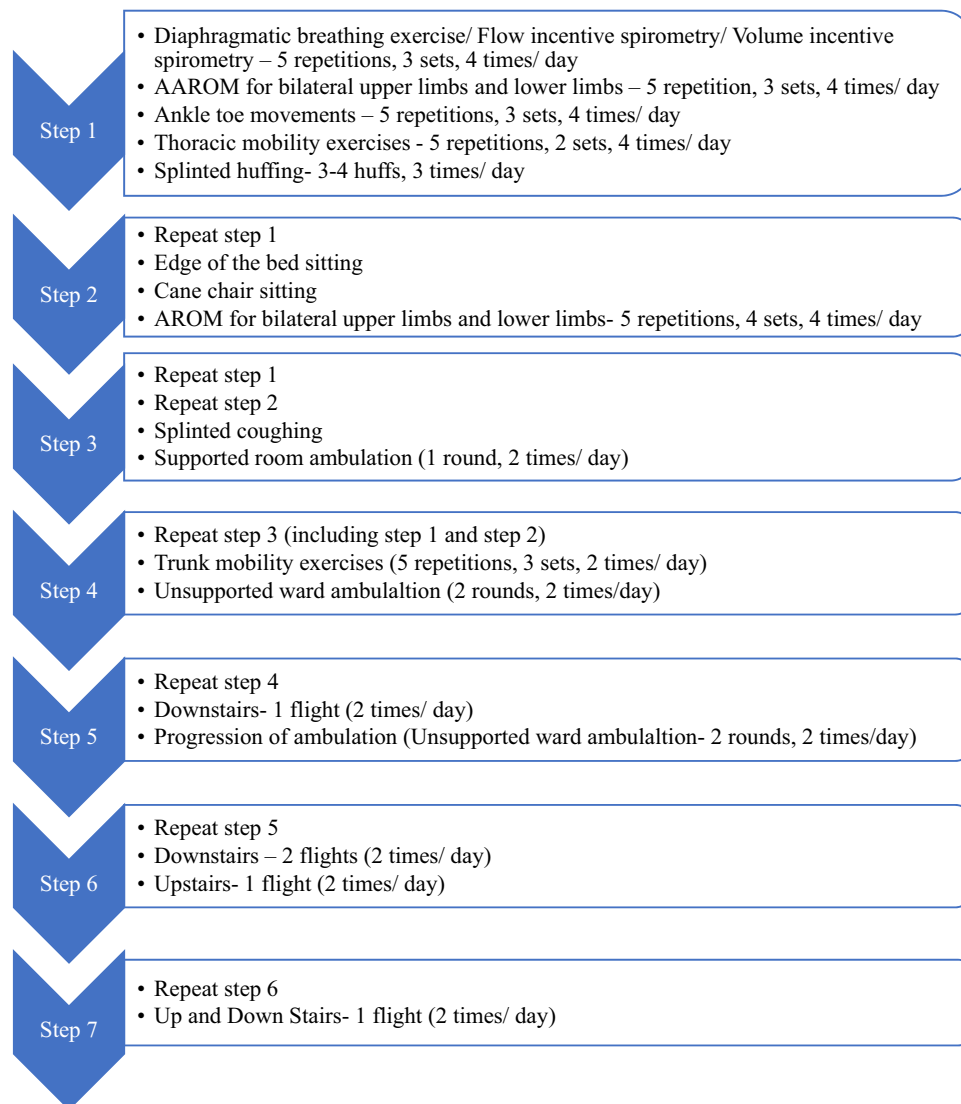 Step 1
• Diaphragmatic breathing exercise/ Flow incentive spirometry/ Volume incentive
spirometry – 5 repetitions, 3 sets, 4 times/ day
• AAROM for bilateral upper limbs and lower limbs – 5 repetition, 3 sets, 4 times/ day
• Ankle toe movements – 5 repetitions, 3 sets, 4 times/ day
• Thoracic mobility exercises - 5 repetitions, 2 sets, 4 times/ day
• Splinted huffing- 3-4 huffs, 3 times/ day
Step 2
• Repeat step 1
• Edge of the bed sitting
• Cane chair sitting
• AROM for bilateral upper limbs and lower limbs- 5 repetitions, 4 sets, 4 times/ day
Step 3
• Repeat step 1
• Repeat step 2
• Splinted coughing
• Supported room ambulation (1 round, 2 times/ day)
Step 4
• Repeat step 3 (including step 1 and step 2)
• Trunk mobility exercises (5 repetitions, 3 sets, 2 times/ day)
• Unsupported ward ambulaltion (2 rounds, 2 times/day)
Step 5
• Repeat step 4
• Downstairs- 1 flight (2 times/ day)
• Progression of ambulation (Unsupported ward ambulaltion- 2 rounds, 2 times/day)
Step 6
• Repeat step 5
• Downstairs – 2 flights (2 times/ day)
• Upstairs- 1 flight (2 times/ day)
Step 7
• Repeat step 6
• Up and Down Stairs- 1 flight (2 times/ day)